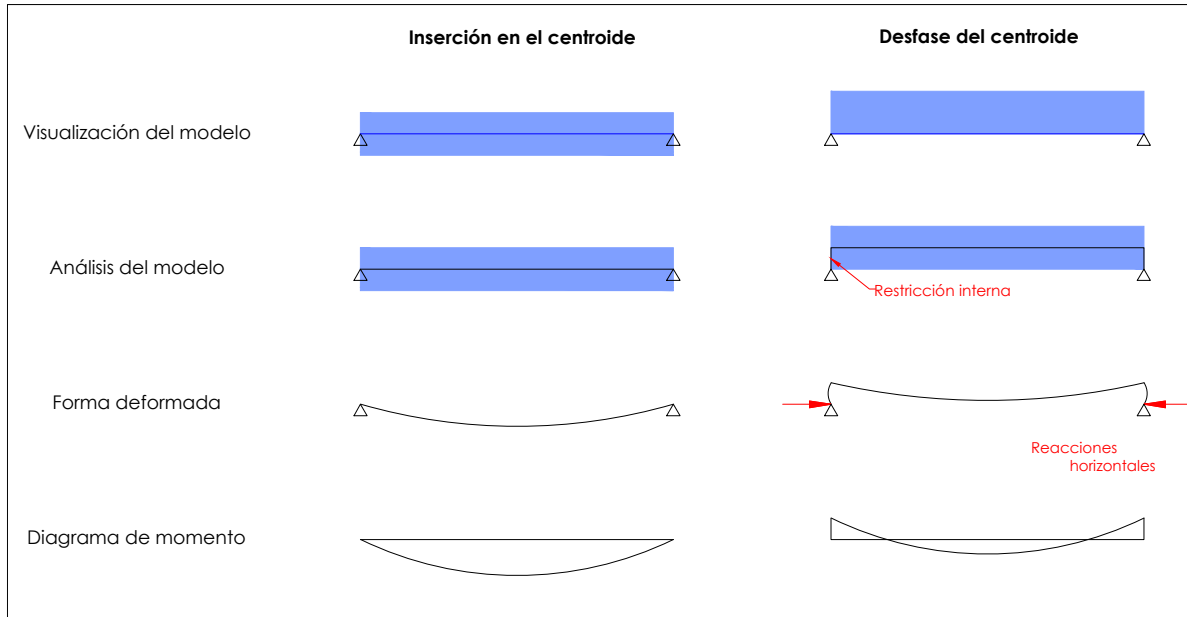 Inserción en el centroide
Desfase del centroide
Visualización del modelo
Análisis del modelo
Restricción interna
Forma deformada
Reacciones
horizontales
Diagrama de momento